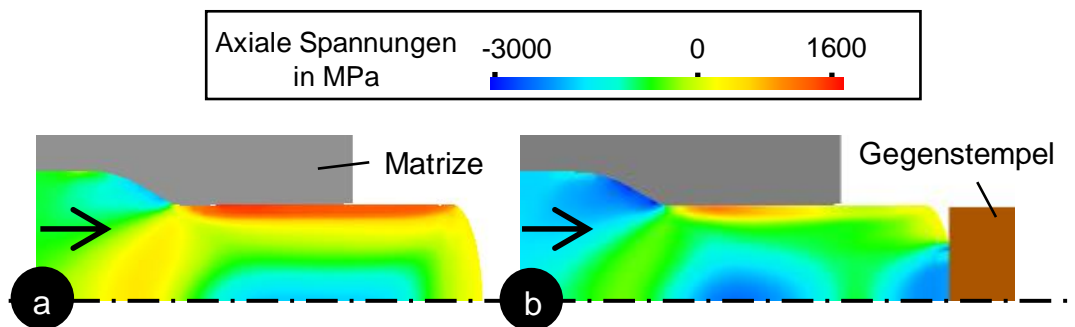 Axiale Spannungen
in MPa
-3000 0 1600
Matrize
Gegenstempel
a
b